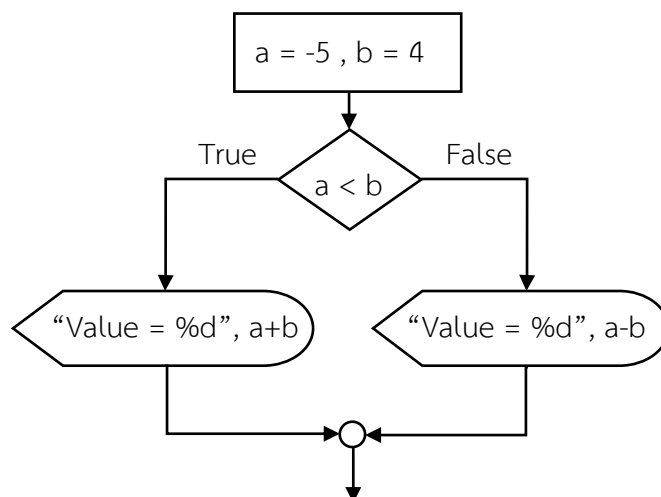 a = -5 , b = 4
True
False
a < b
“Value = %d”, a+b
“Value = %d”, a-b